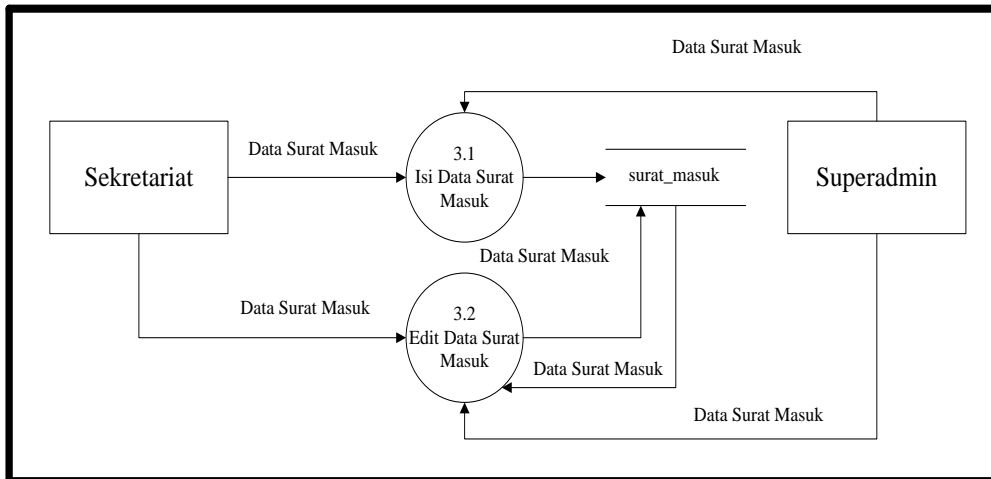 Data Surat Masuk
Sekretariat
Data Surat Masuk
3.1
Isi Data Surat
Masuk
surat_masuk
Superadmin
Data Surat Masuk
Data Surat Masuk
3.2
Edit Data Surat
Masuk
Data Surat Masuk
Data Surat Masuk